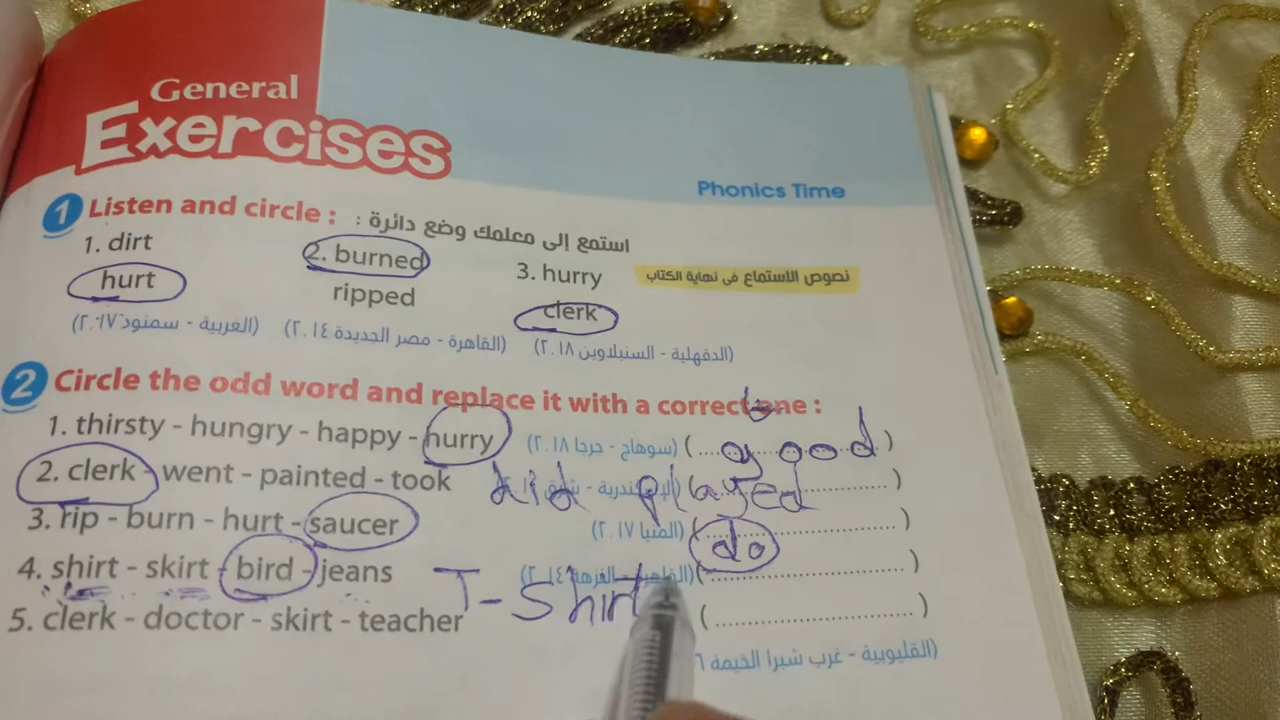 General
Exercises
Phonics Time
1 Listen and circle : استمع إلى معلمك وضع دائرة :
1. dirt
hurt
2. burned
ripped
3. hurry
clerk
نصوص الاستماع فى نهاية الكتاب
(الغربية - سمنود ٢٠١٧) (القاهرة - مصر الجديدة ٢٠١٤) (الدقهلية - السنبلاوين ٢٠١٨)
2 Circle the odd word and replace it with a correct one :
1. thirsty - hungry - happy - hurry (سوهاج - جرجا ٢٠١٨) (.... good)
2. clerk - went - painted - took did played (..............)
3. rip - burn - hurt - saucer (المنيا ٢٠١٧) (..............)
do
4. shirt - skirt - bird - jeans T-Shirt (..............)
5. clerk - doctor - skirt - teacher (..............)
(القليوبية - غرب شبرا الخيمة